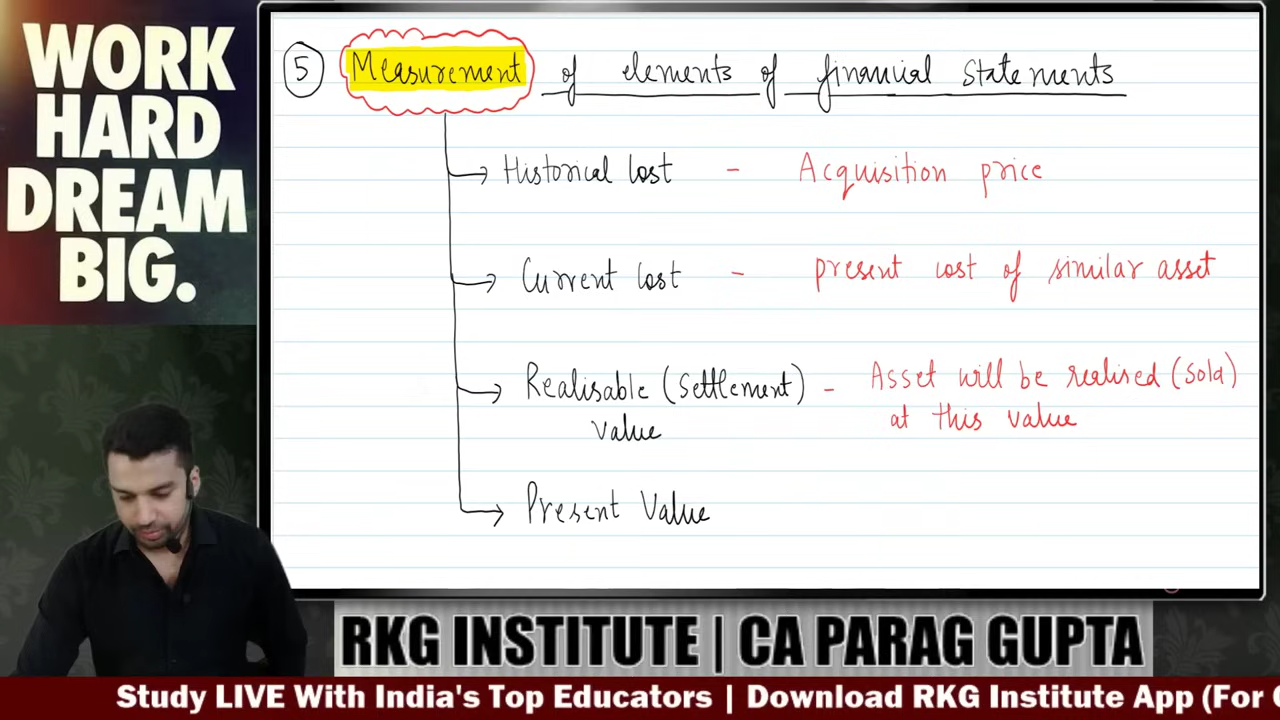 WORK
HARD
DREAM
BIG.
5 Measurement of elements of financial statements
Historical Cost - Acquisition price
Current Cost - present cost of similar asset
Realisable (Settlement) - Asset will be realised (Sold)
value at this value
Present Value
RKG INSTITUTE | CA PARAG GUPTA
Study LIVE With India's Top Educators | Download RKG Institute App (For